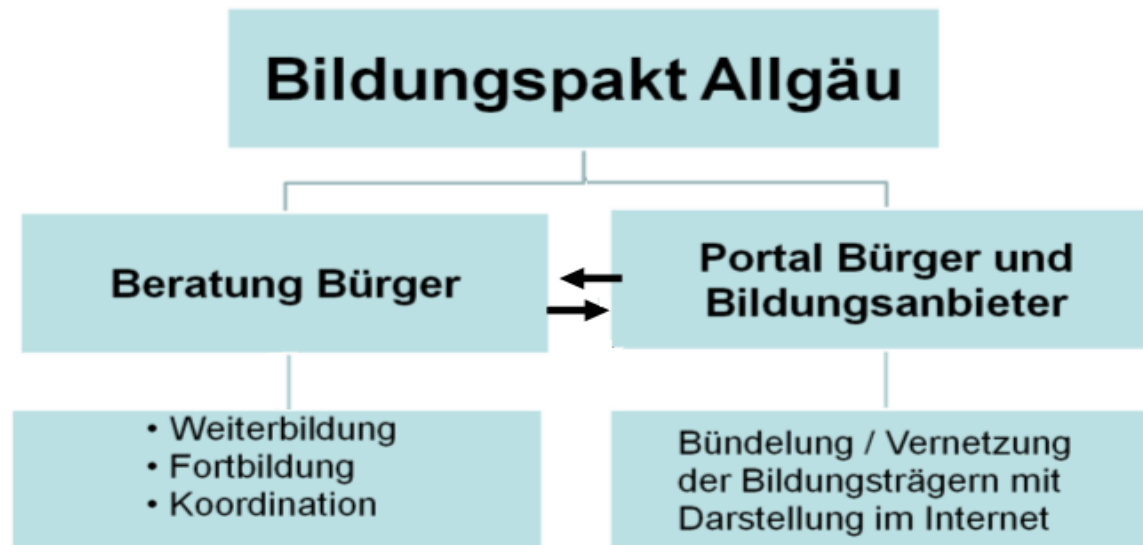 Bildungspakt Allgäu
Beratung Bürger
Portal Bürger und
Bildungsanbieter
• Weiterbildung
• Fortbildung
• Koordination
Bündelung / Vernetzung
der Bildungsträgern mit
Darstellung im Internet